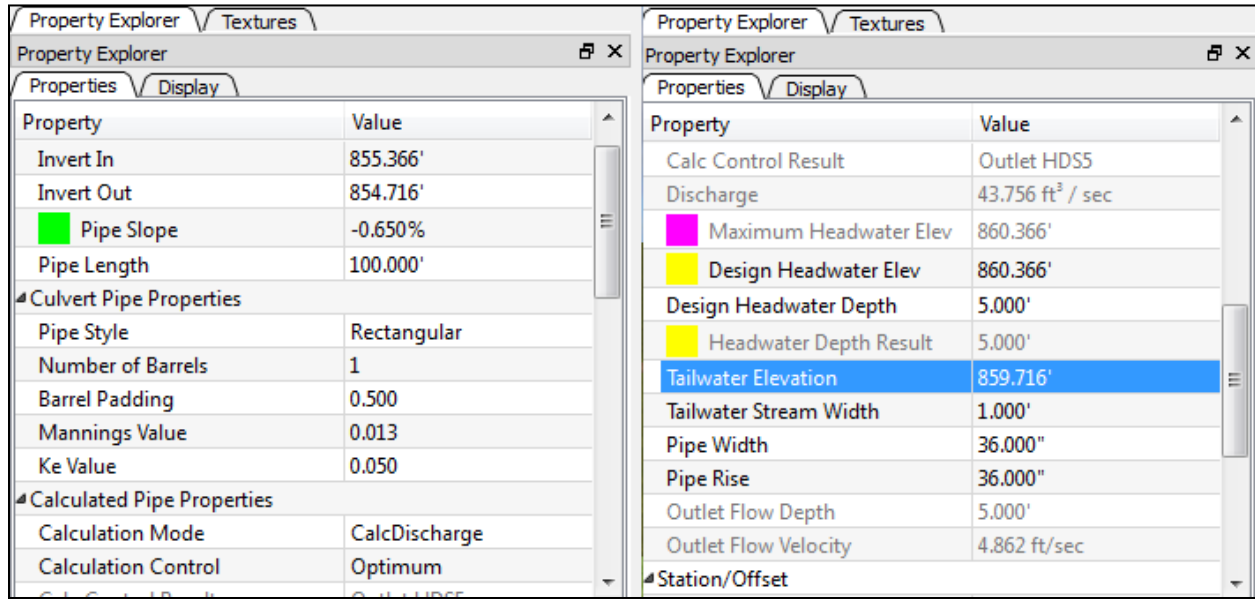 Property Explorer Textures
Property Explorer
Properties Display
Property Value
Invert In 855.366'
Invert Out 854.716'
Pipe Slope -0.650%
Pipe Length 100.000'
Culvert Pipe Properties
Pipe Style Rectangular
Number of Barrels 1
Barrel Padding 0.500
Mannings Value 0.013
Ke Value 0.050
Calculated Pipe Properties
Calculation Mode CalcDischarge
Calculation Control Optimum
Property Explorer Textures
Property Explorer
Properties Display
Property Value
Calc Control Result Outlet HDS5
Discharge 43.756 ft³ / sec
Maximum Headwater Elev 860.366'
Design Headwater Elev 860.366'
Design Headwater Depth 5.000'
Headwater Depth Result 5.000'
Tailwater Elevation 859.716'
Tailwater Stream Width 1.000'
Pipe Width 36.000"
Pipe Rise 36.000"
Outlet Flow Depth 5.000'
Outlet Flow Velocity 4.862 ft/sec
Station/Offset